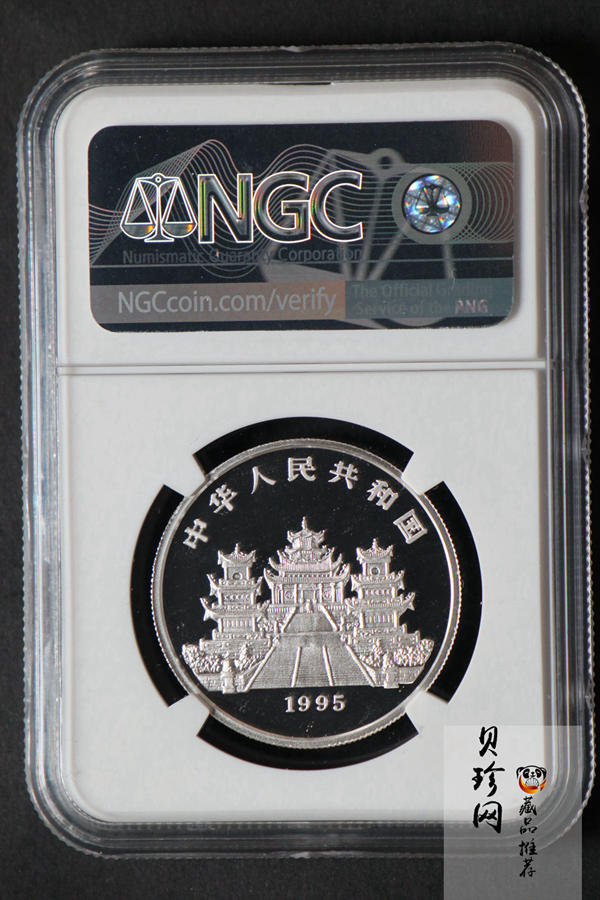 NGC
Numismatic Guaranty Corporation
NGCcoin.com/verify
The Official Grading
Service of the PNG
中华人民共和国
1995
贝珍网
藏品推荐